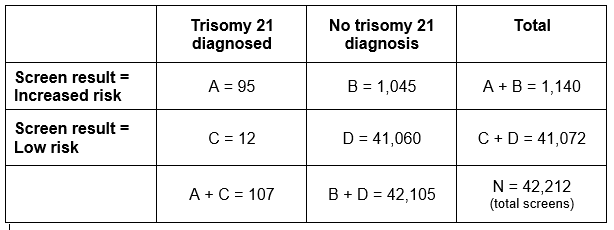 Trisomy 21 No trisomy 21 Total
diagnosed diagnosis
Screen result =
Increased risk A = 95 B = 1,045 A + B = 1,140
Screen result =
Low risk C = 12 D = 41,060 C + D = 41,072
A + C = 107 B + D = 42,105 N = 42,212
(total screens)